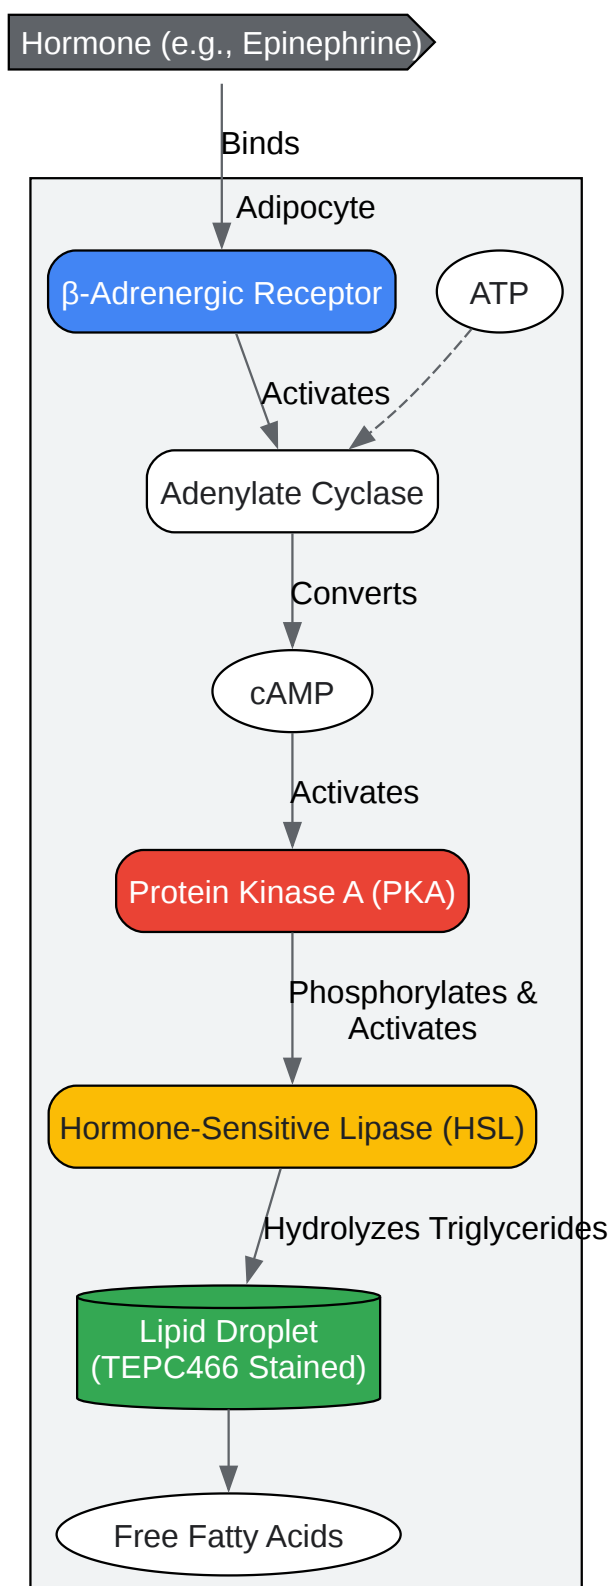 Hormone (e.g., Epinephrine)
Binds
Adipocyte
β-Adrenergic Receptor
ATP
Activates
Adenylate Cyclase
Converts
cAMP
Activates
Protein Kinase A (PKA)
Phosphorylates &
Activates
Hormone-Sensitive Lipase (HSL)
Hydrolyzes Triglycerides
Lipid Droplet
(TEPC466 Stained)
Free Fatty Acids